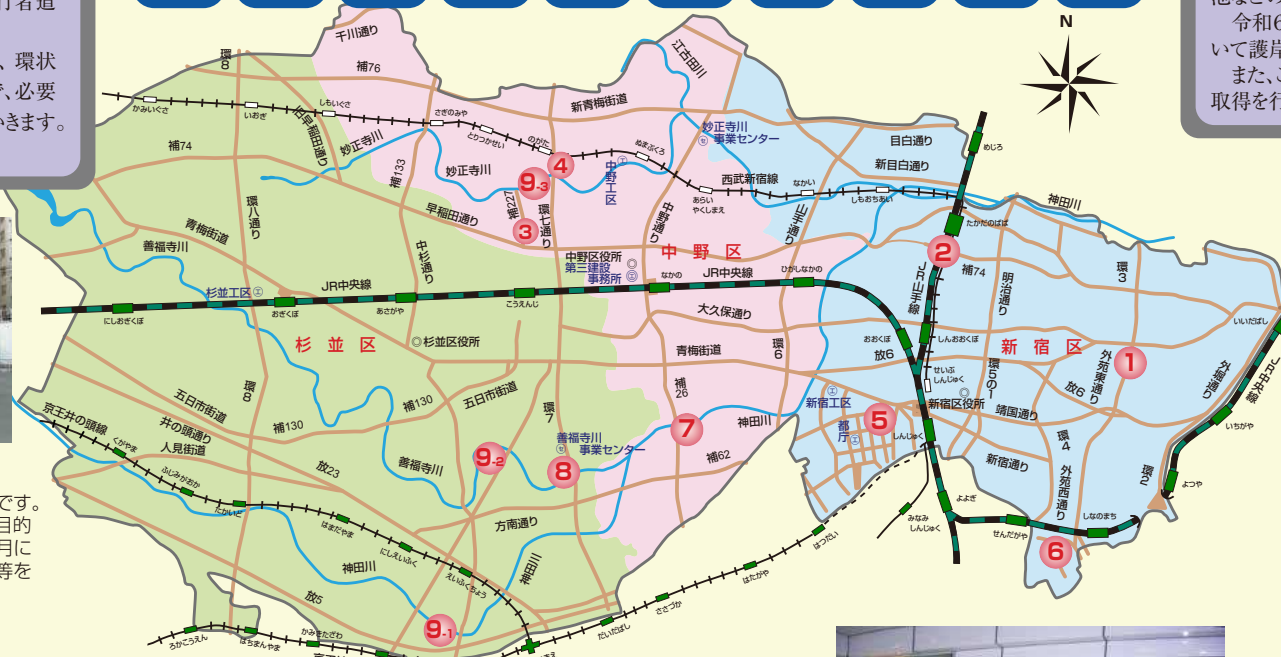 行者道
、環状
で、必要
いきます。
池などの
令和6
いて護岸
また、
取得を行
N
千川通り
環8
補76
江古田川
新青梅街道
かみいぐさ
いおぎ
しもいぐさ
旧早稲田通り
さぎのみや
とりつかせい
のがた
ぬまぶくろ
妙正寺川
事業センター
目白通り
めじろ
補74
妙正寺川
補133
妙正寺川
4
9-3
中野工区
新目白通り
西武新宿線
なかい
あらい
やくしまえ
しもおちあい
神田川
環八通り
青梅街道
善福寺川
早稲田通り
補227
環七通り
3
中野通り
山手通り
たかだのばば
中杉通り
中野区役所
第三建設
事務所
中野区
2
補74
明治通り
環3
杉並工区
JR中央線
なかの
JR中央線
ひがしなかの
JR山手線
にしおぎくぼ
おぎくぼ
あさがや
こうえんじ
大久保通り
いいだばし
杉並区
杉並区役所
青梅街道
環6
おおくぼ
しんおおくぼ
放6
新宿区
外苑東通り
1
外堀通り
JR中央線
せいぶ
しんじゅく
環5の1
放6
環8
五日市街道
補130
五日市街道
環7
補26
新宿工区
新宿区役所
靖国通り
いちがや
京王井の頭線
井の頭通り
補130
人見街道
神田川
都庁
5
しんじゅく
環4
くがやま
善福寺川
事業センター
7
新宿通り
外苑西通り
環2
ふじみがおか
放23
善福寺川
9-2
8
補62
よつや
たかいど
よよぎ
はまだやま
方南通り
みなみ
しんじゅく
しなのまち
せんだがや
にしえいふく
はつだい
6
神田川
えいふくちょう
神田川
はたがや
放5
ささづか
9-1
だいたばし
ろかこうえん
はちまんやま
かみきたざわ
です。
目的
月に
等を